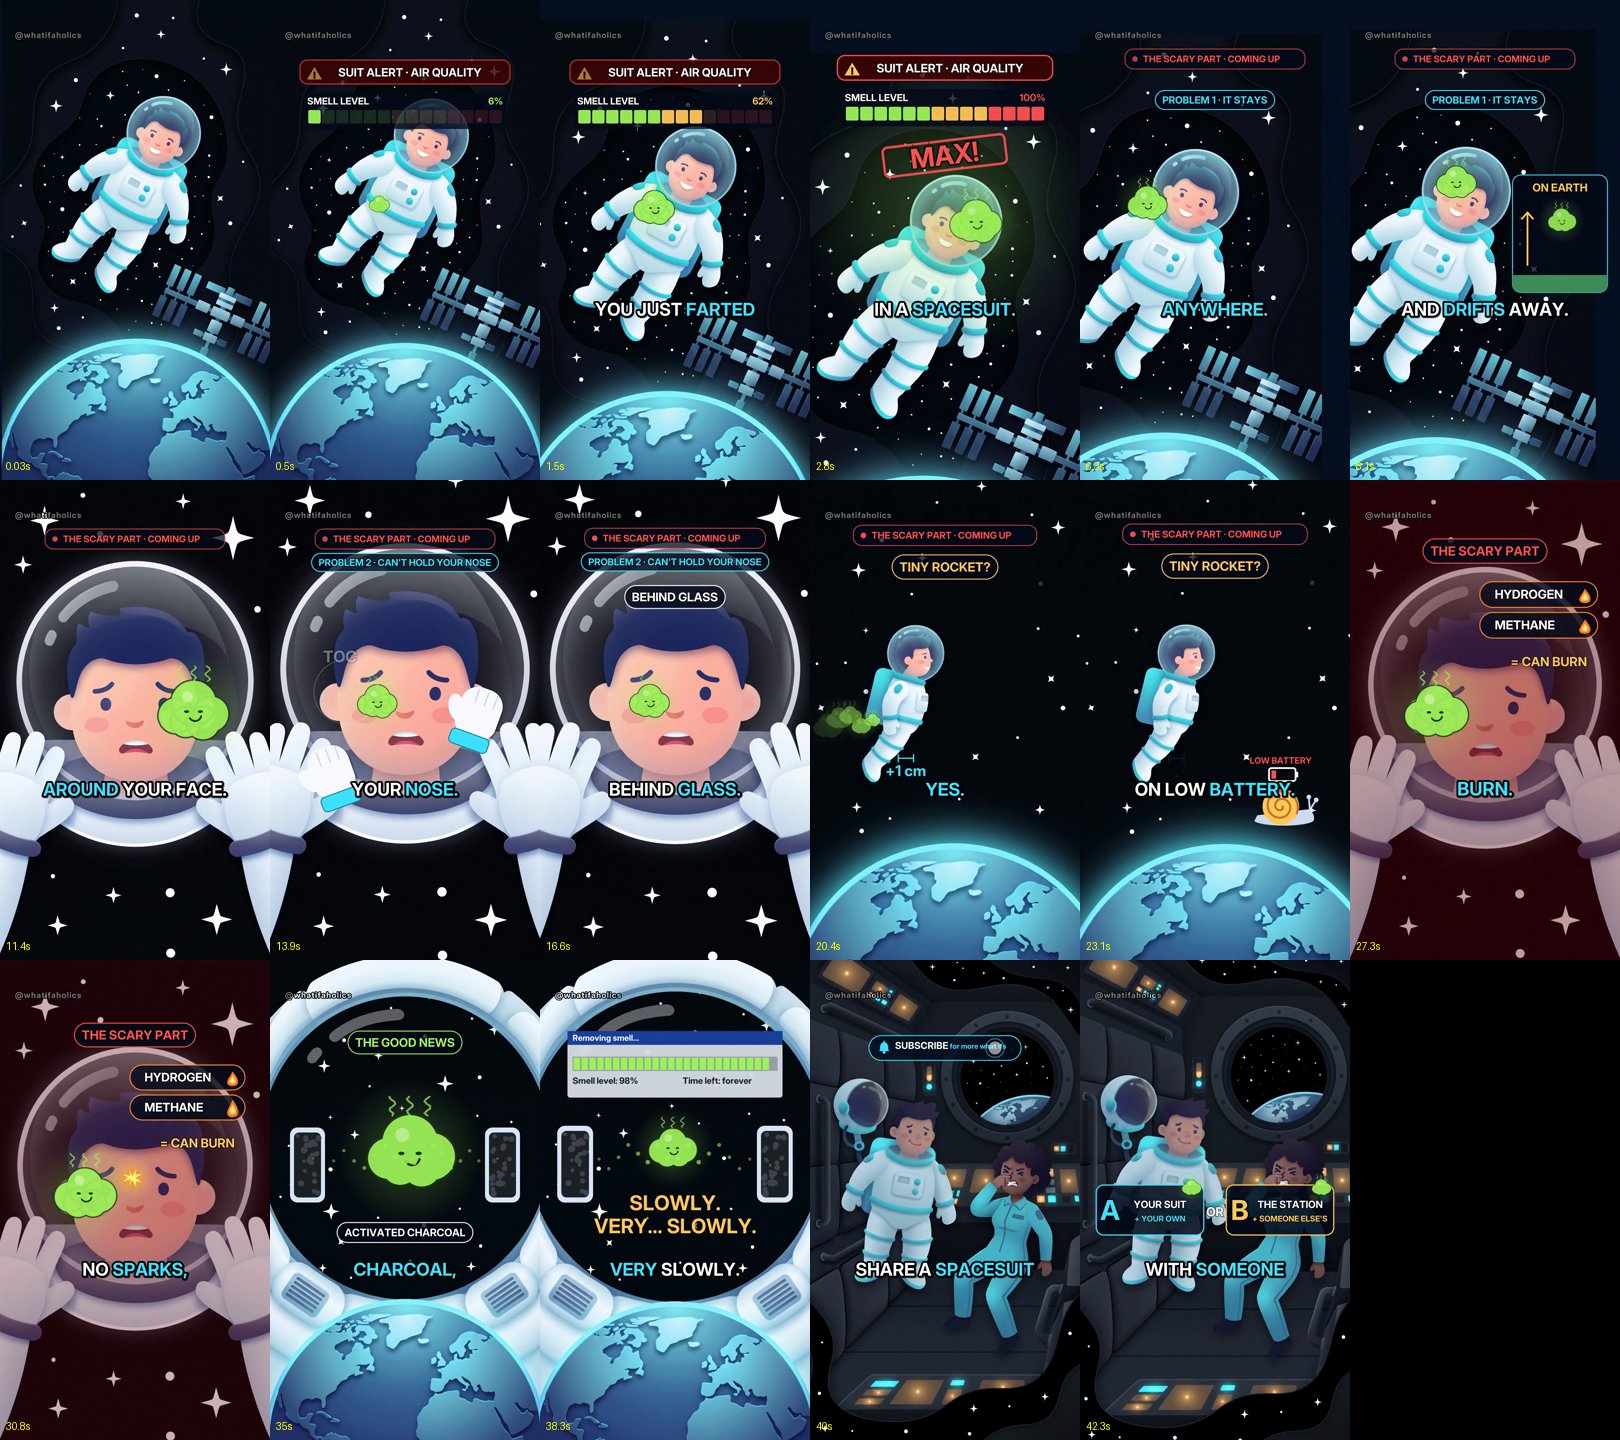 @whatifaholics
0.03s
@whatifaholics
SUIT ALERT · AIR QUALITY
SMELL LEVEL 6%
0.5s
@whatifaholics
SUIT ALERT · AIR QUALITY
SMELL LEVEL 62%
YOU JUST FARTED
1.5s
@whatifaholics
SUIT ALERT · AIR QUALITY
SMELL LEVEL 100%
MAX!
IN A SPACESUIT.
@whatifaholics
THE SCARY PART · COMING UP
PROBLEM 1 · IT STAYS
ANYWHERE.
@whatifaholics
THE SCARY PART · COMING UP
PROBLEM 1 · IT STAYS
ON EARTH
AND DRIFTS AWAY.
@whatifaholics
THE SCARY PART · COMING UP
AROUND YOUR FACE.
11.4s
@whatifaholics
THE SCARY PART · COMING UP
PROBLEM 2 · CAN'T HOLD YOUR NOSE
YOUR NOSE.
13.9s
@whatifaholics
THE SCARY PART · COMING UP
PROBLEM 2 · CAN'T HOLD YOUR NOSE
BEHIND GLASS
BEHIND GLASS.
16.6s
@whatifaholics
THE SCARY PART · COMING UP
TINY ROCKET?
+1 cm
YES.
20.4s
@whatifaholics
THE SCARY PART · COMING UP
TINY ROCKET?
LOW BATTERY
ON LOW BATTERY.
23.1s
@whatifaholics
THE SCARY PART
HYDROGEN
METHANE
= CAN BURN
BURN.
27.3s
@whatifaholics
THE SCARY PART
HYDROGEN
METHANE
= CAN BURN
NO SPARKS,
30.8s
@whatifaholics
THE GOOD NEWS
ACTIVATED CHARCOAL
CHARCOAL,
35s
@whatifaholics
Removing smell...
Smell level: 98% Time left: forever
SLOWLY.
VERY... SLOWLY.
VERY SLOWLY.
38.3s
@whatifaholics
SUBSCRIBE for more what ifs
SHARE A SPACESUIT
40s
@whatifaholics
A YOUR SUIT
+ YOUR OWN
OR
B THE STATION
+ SOMEONE ELSE'S
WITH SOMEONE
42.3s